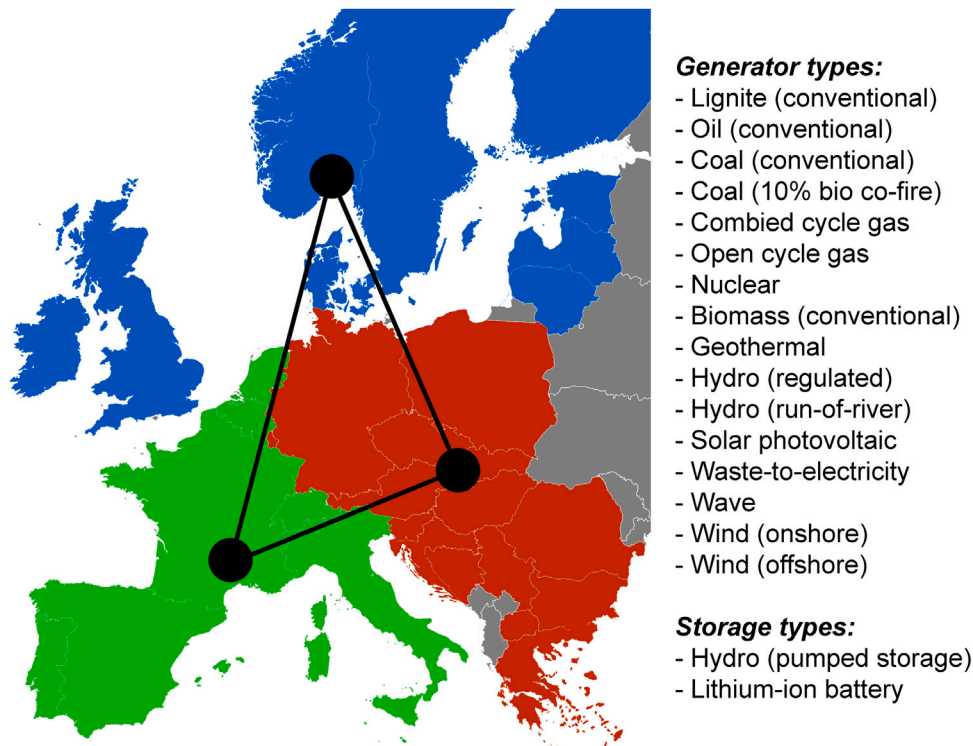 Generator types:
- Lignite (conventional)
- Oil (conventional)
- Coal (conventional)
- Coal (10% bio co-fire)
- Combied cycle gas
- Open cycle gas
- Nuclear
- Biomass (conventional)
- Geothermal
- Hydro (regulated)
- Hydro (run-of-river)
- Solar photovoltaic
- Waste-to-electricity
- Wave
- Wind (onshore)
- Wind (offshore)
Storage types:
- Hydro (pumped storage)
- Lithium-ion battery